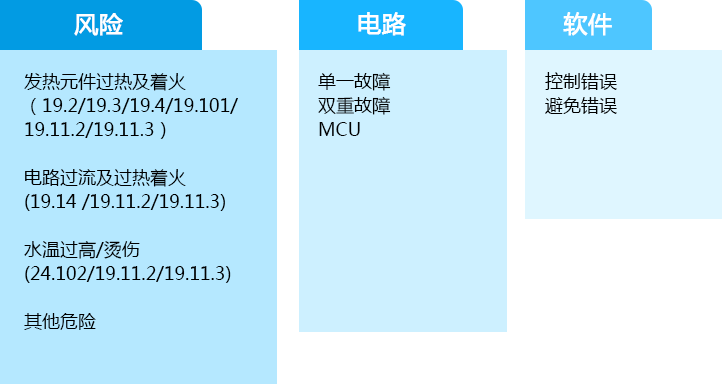 风险
发热元件过热及着火
（19.2/19.3/19.4/19.101/
19.11.2/19.11.3）
电路过流及过热着火
(19.14 /19.11.2/19.11.3)
水温过高/烫伤
(24.102/19.11.2/19.11.3)
其他危险
电路
单一故障
双重故障
MCU
软件
控制错误
避免错误